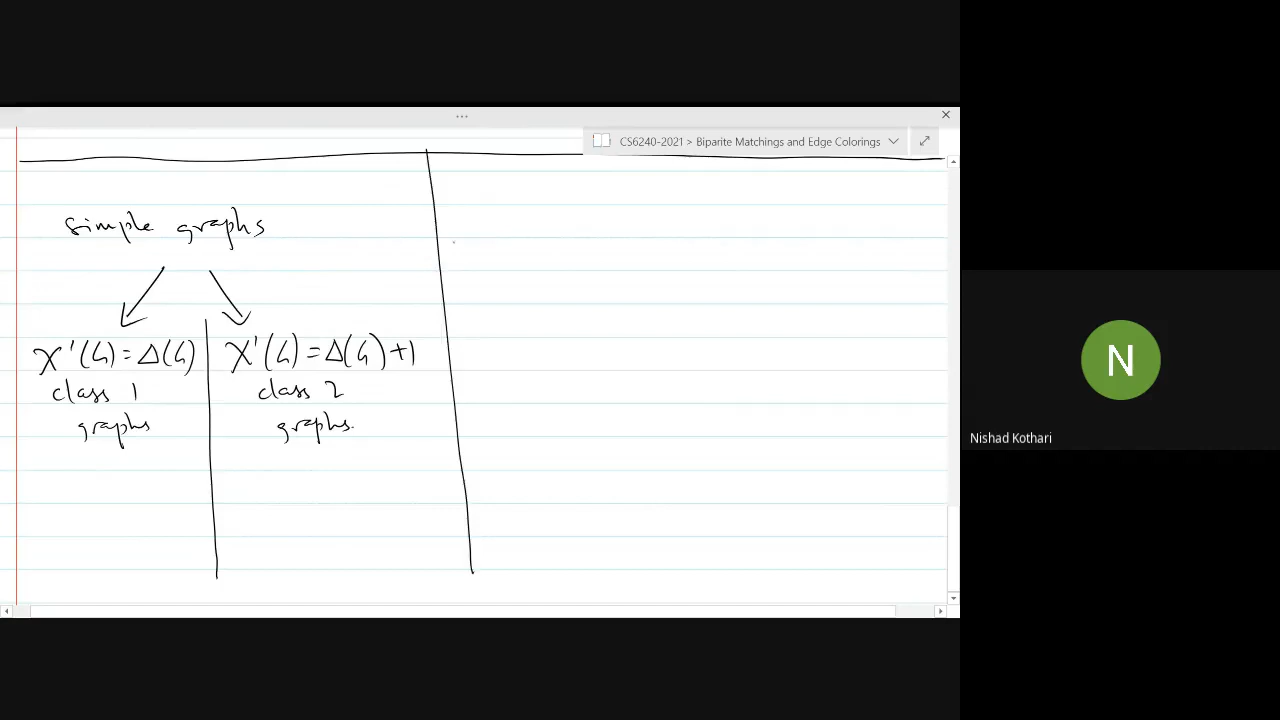 CS6240-2021 > Biparite Matchings and Edge Colorings
simple graphs
χ'(G) = Δ(G)
class 1
graphs
χ'(G) = Δ(G) + 1
class 2
graphs.
N
Nishad Kothari